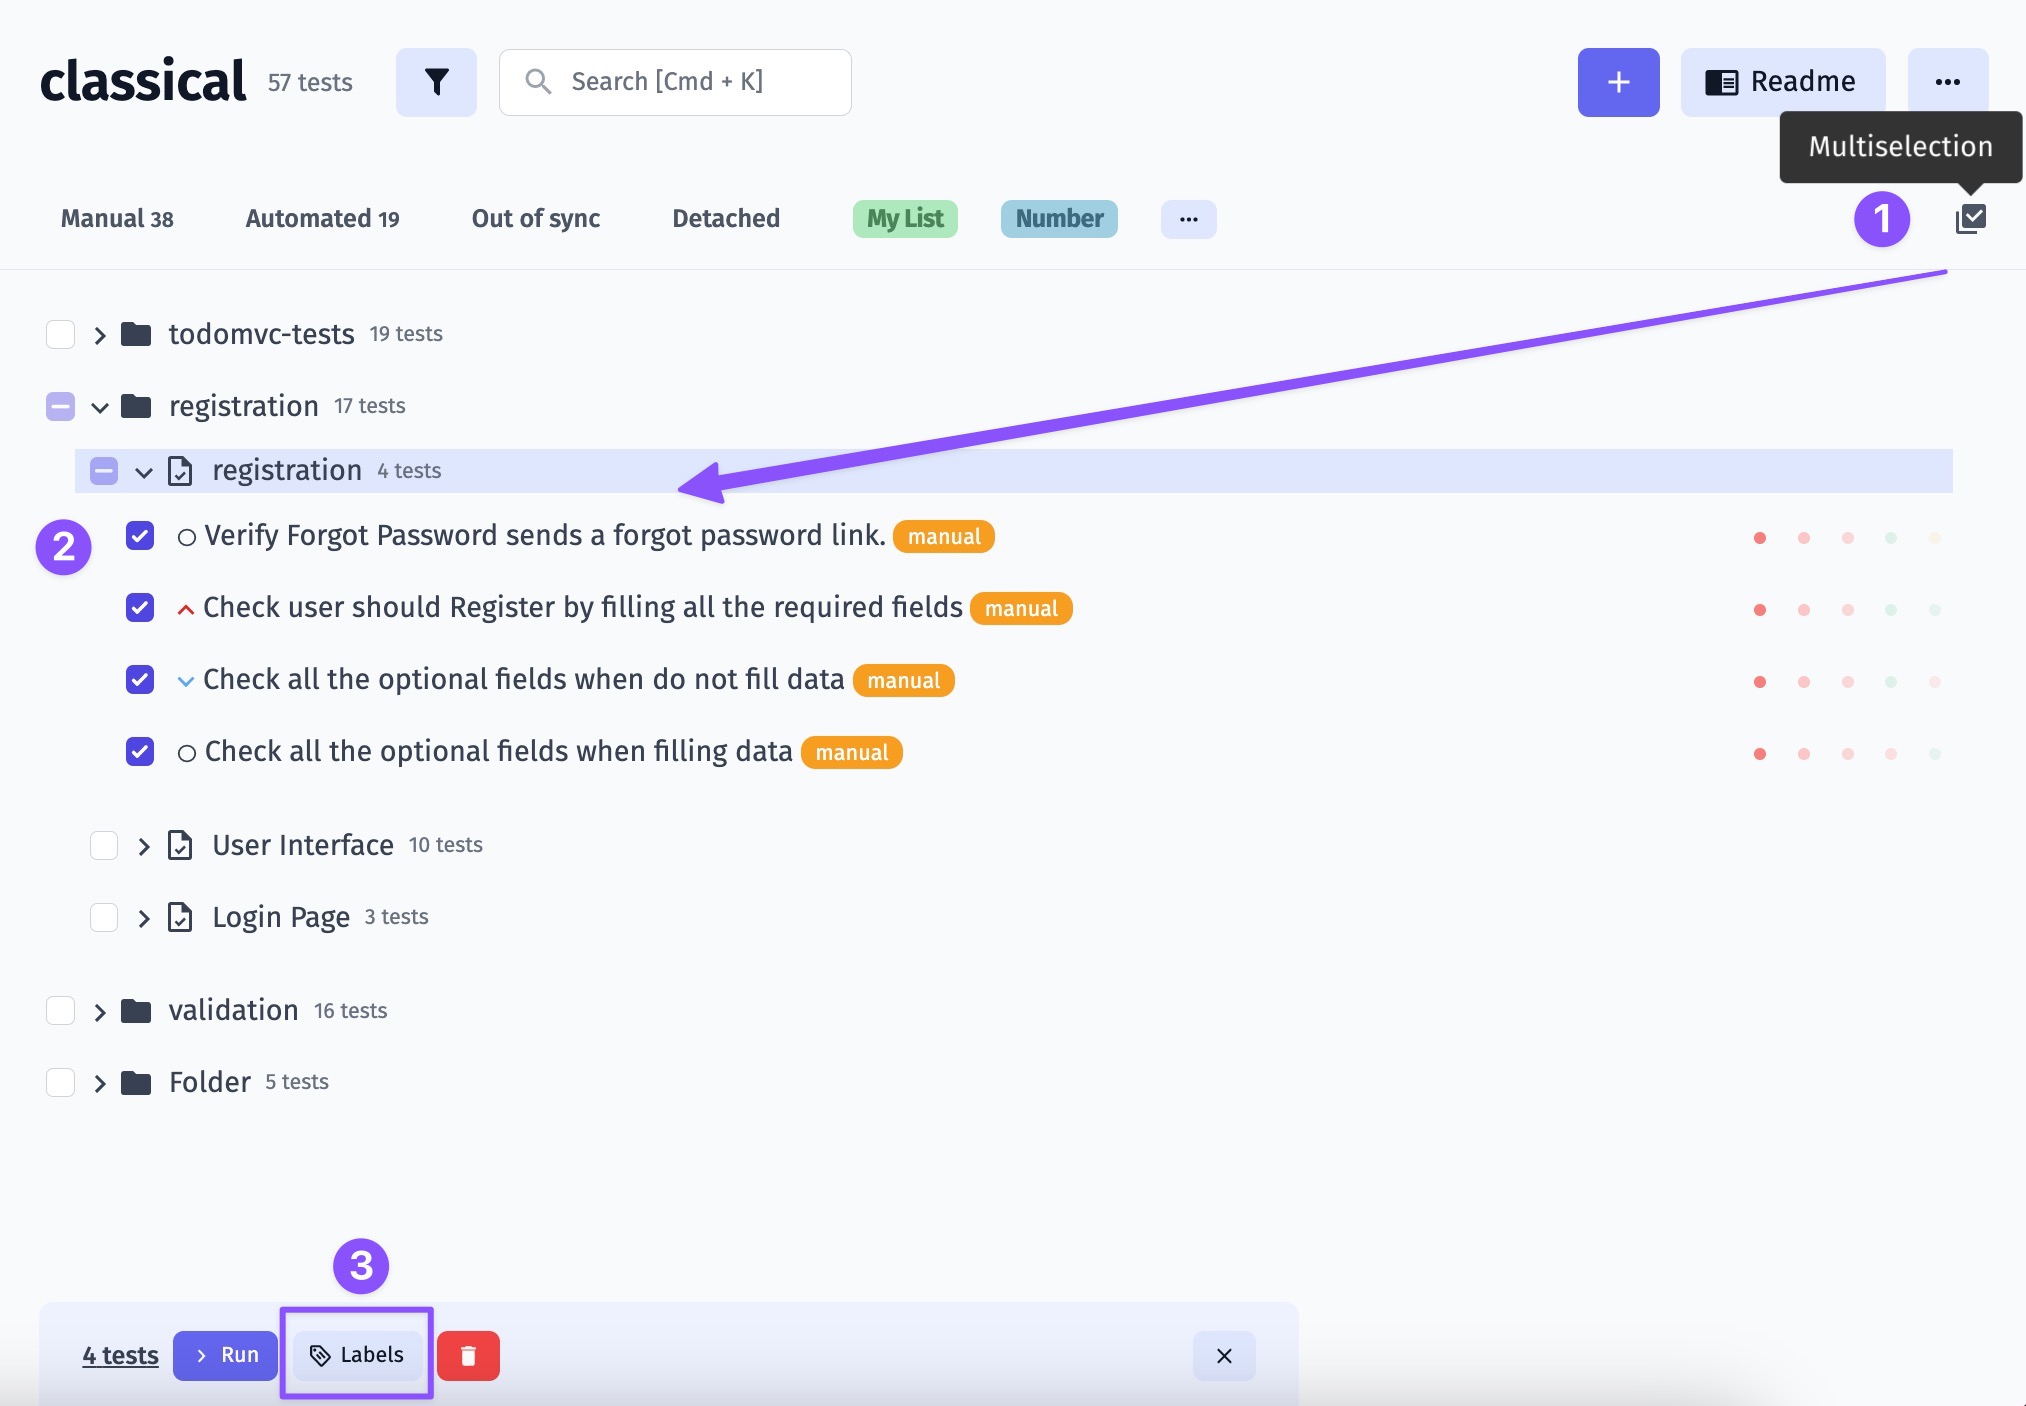 classical 57 tests Search [Cmd + K] + Readme ...
Multiselection
Manual 38 Automated 19 Out of sync Detached My List Number ... 1
todomvc-tests 19 tests
registration 17 tests
registration 4 tests
2 Verify Forgot Password sends a forgot password link. manual
Check user should Register by filling all the required fields manual
Check all the optional fields when do not fill data manual
Check all the optional fields when filling data manual
User Interface 10 tests
Login Page 3 tests
validation 16 tests
Folder 5 tests
3
4 tests Run Labels